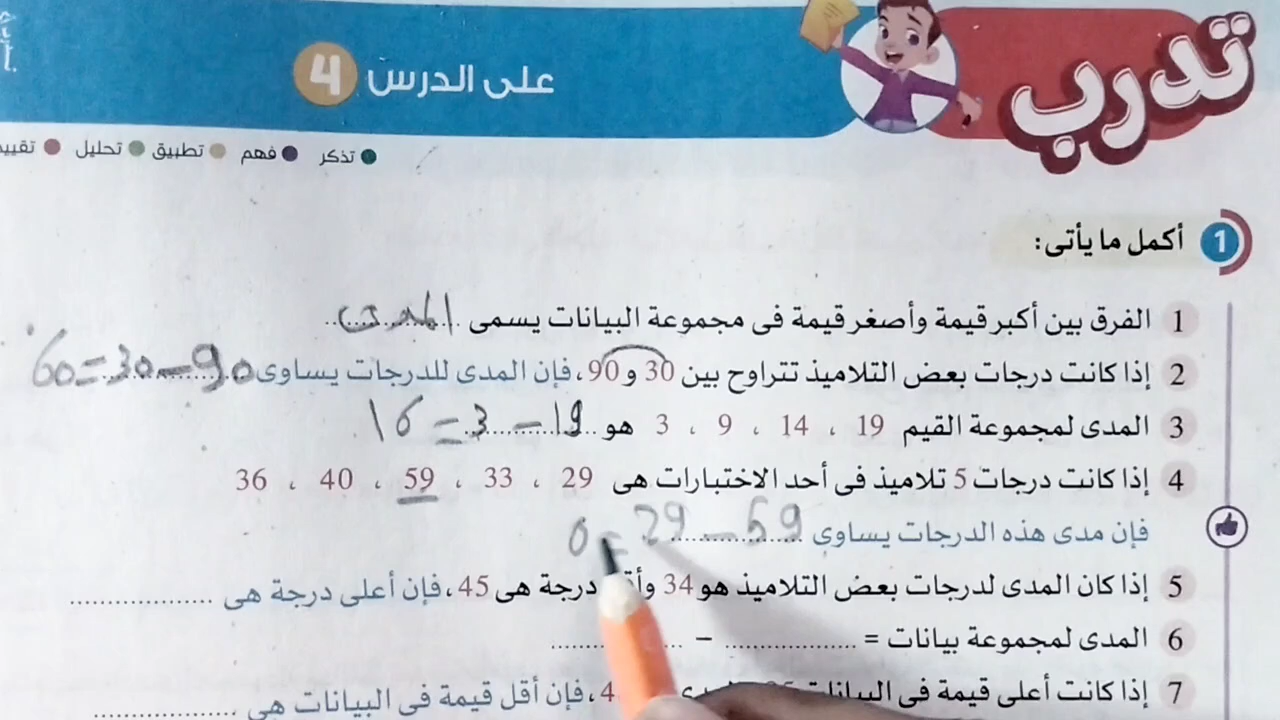 تدرب
على الدرس 4
تذكر فهم تطبيق تحليل
1 أكمل ما يأتى:
1 الفرق بين أكبر قيمة وأصغر قيمة فى مجموعة البيانات يسمى المدى
2 إذا كانت درجات بعض التلاميذ تتراوح بين 30 و 90، فإن المدى للدرجات يساوى 90 - 30 = 60
3 المدى لمجموعة القيم 19 ، 14 ، 9 ، 3 هو 19 - 3 = 16
4 إذا كانت درجات 5 تلاميذ فى أحد الاختبارات هى 29 ، 33 ، 59 ، 40 ، 36
فإن مدى هذه الدرجات يساوى 59 - 29 = 0
5 إذا كان المدى لدرجات بعض التلاميذ هو 34 درجة هى 45، فإن أعلى درجة هى ..................
6 المدى لمجموعة بيانات = .................. - ..................
7 إذا كانت أعلى قيمة فى البيانات ، فإن أقل قيمة فى البيانات هى ..................